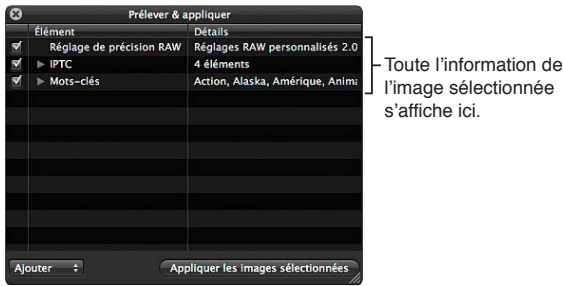 Prélever & appliquer
Élément Détails
Réglage de précision RAW Réglages RAW personnalisés 2.0
IPTC 4 éléments
Mots-clés Action, Alaska, Amérique, Anima
Toute l’information de
l’image sélectionnée
s’affiche ici.
Ajouter Appliquer les images sélectionnées